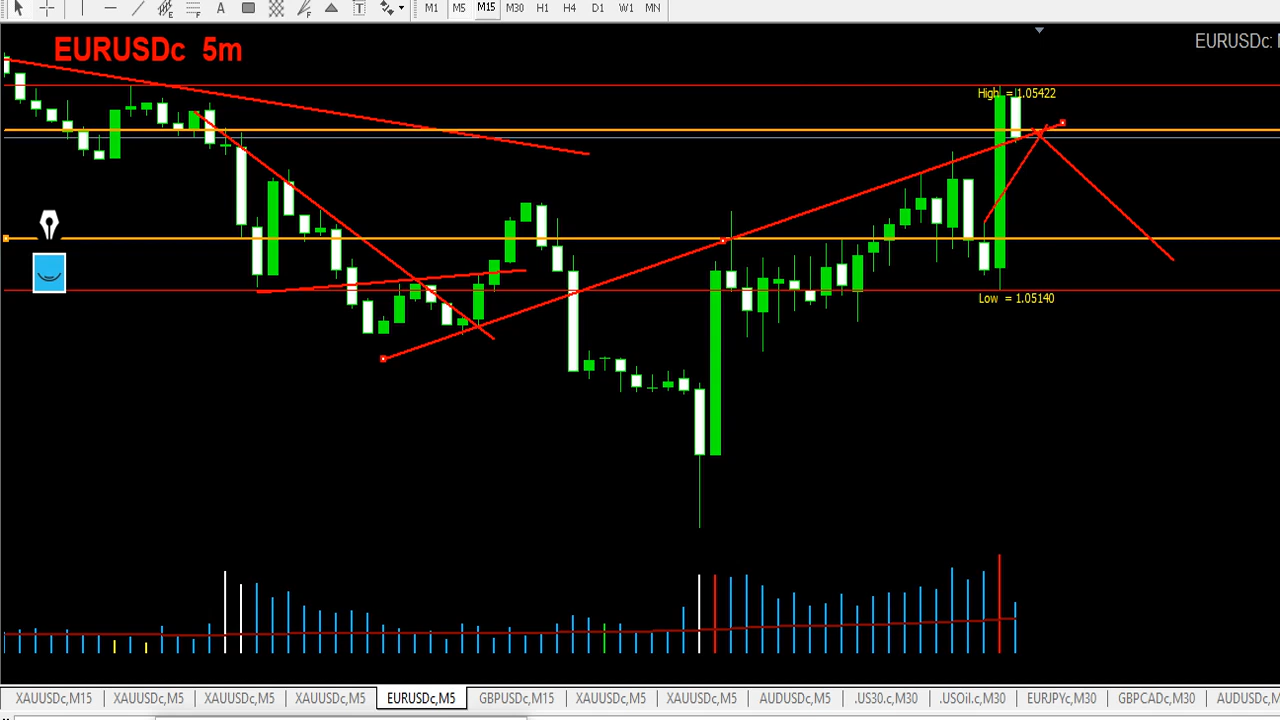 A T M1 M5 M15 M30 H1 H4 D1 W1 MN
EURUSDc 5m
EURUSDc:
High = 1.05422
Low = 1.05140
XAUUSDc,M15 XAUUSDc,M5 XAUUSDc,M5 XAUUSDc,M5 EURUSDc,M5 GBPUSDc,M15 XAUUSDc,M5 XAUUSDc,M5 AUDUSDc,M5 .US30.c,M30 .USOil.c,M30 EURJPYc,M30 GBPCADc,M30 AUDUSDc,M